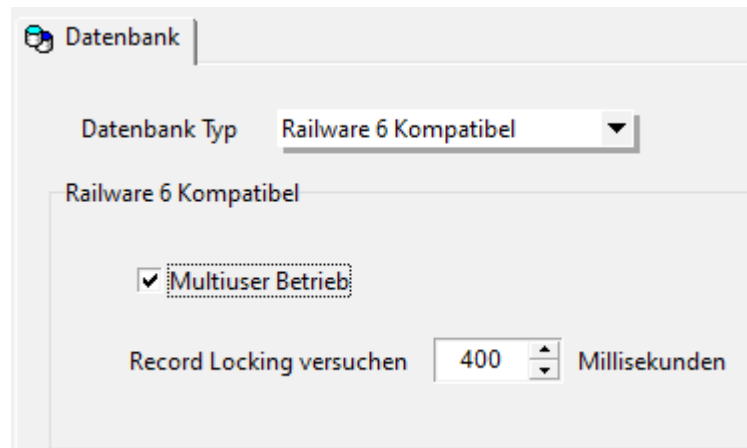 Datenbank
Datenbank Typ Railware 6 Kompatibel
Railware 6 Kompatibel
Multiuser Betrieb
Record Locking versuchen 400 Millisekunden